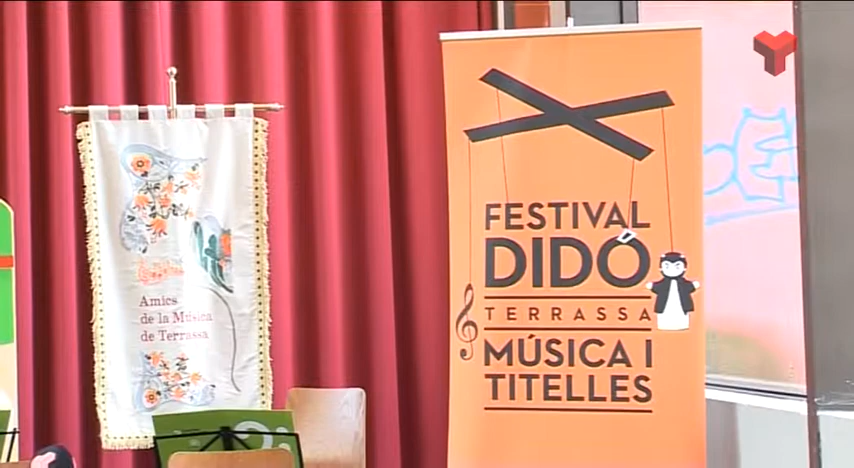 Amics
de la Música
de Terrassa
FESTIVAL
DIDÓ
TERRASSA
MÚSICA I
TITELLES